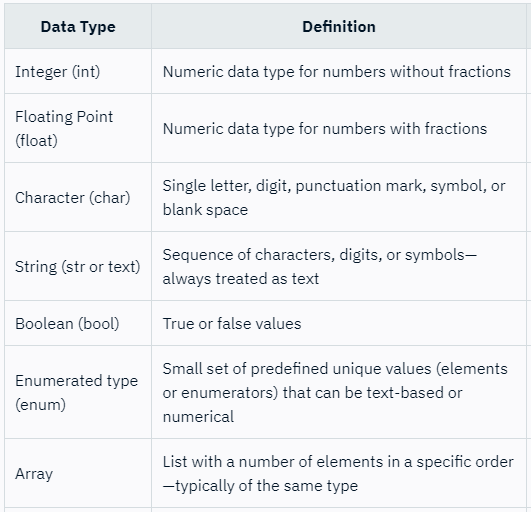 Data Type Definition
Integer (int) Numeric data type for numbers without fractions
Floating Point
(float)
Numeric data type for numbers with fractions
Character (char)
Single letter, digit, punctuation mark, symbol, or
blank space
String (str or text)
Sequence of characters, digits, or symbols—
always treated as text
Boolean (bool) True or false values
Enumerated type
(enum)
Small set of predefined unique values (elements
or enumerators) that can be text-based or
numerical
Array
List with a number of elements in a specific order
—typically of the same type